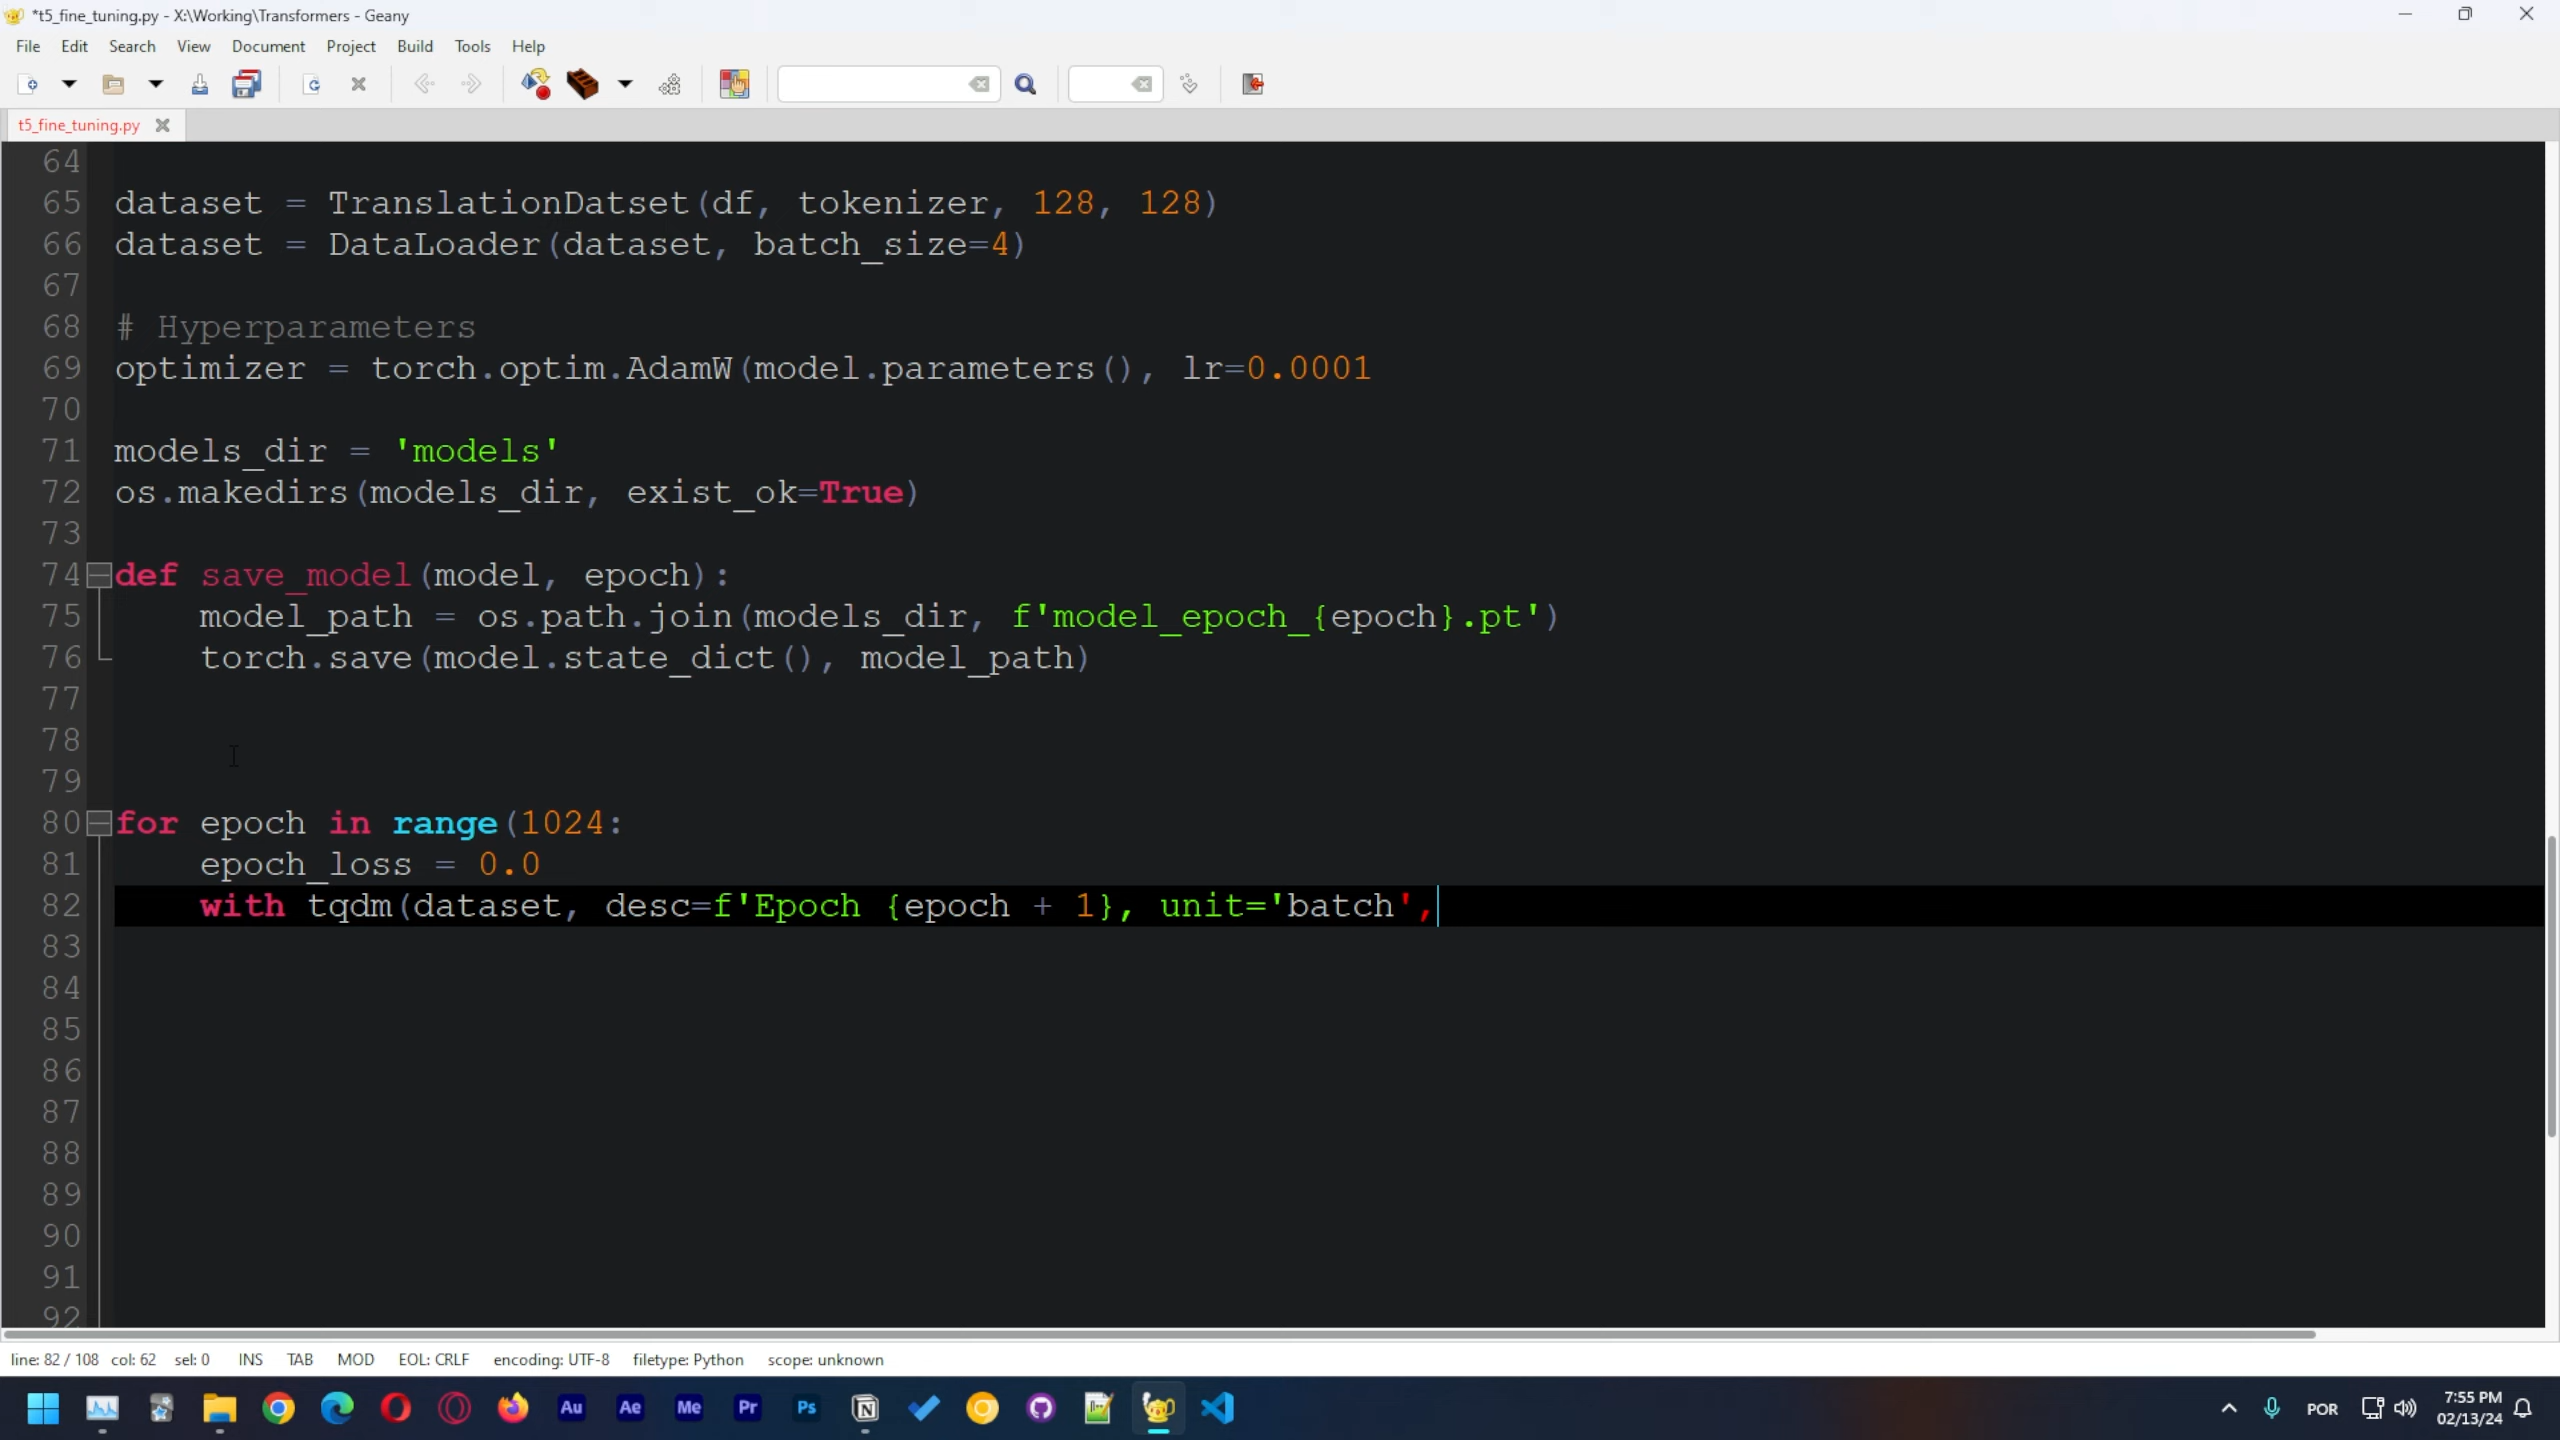 *t5_fine_tuning.py - X:\Working\Transformers - Geany
File Edit Search View Document Project Build Tools Help
t5_fine_tuning.py
64
65 dataset = TranslationDatset(df, tokenizer, 128, 128)
66 dataset = DataLoader(dataset, batch_size=4)
67
68 # Hyperparameters
69 optimizer = torch.optim.AdamW(model.parameters(), lr=0.0001
70
71 models_dir = 'models'
72 os.makedirs(models_dir, exist_ok=True)
73
74 def save_model(model, epoch):
75     model_path = os.path.join(models_dir, f'model_epoch_{epoch}.pt')
76     torch.save(model.state_dict(), model_path)
77
78
79
80 for epoch in range(1024:
81     epoch_loss = 0.0
82     with tqdm(dataset, desc=f'Epoch {epoch + 1}, unit='batch',
83
84
85
86
87
88
89
90
91
92
line: 82 / 108 col: 62 sel: 0 INS TAB MOD EOL: CRLF encoding: UTF-8 filetype: Python scope: unknown
Au Ae Me Pr Ps N POR 7:55 PM
02/13/24